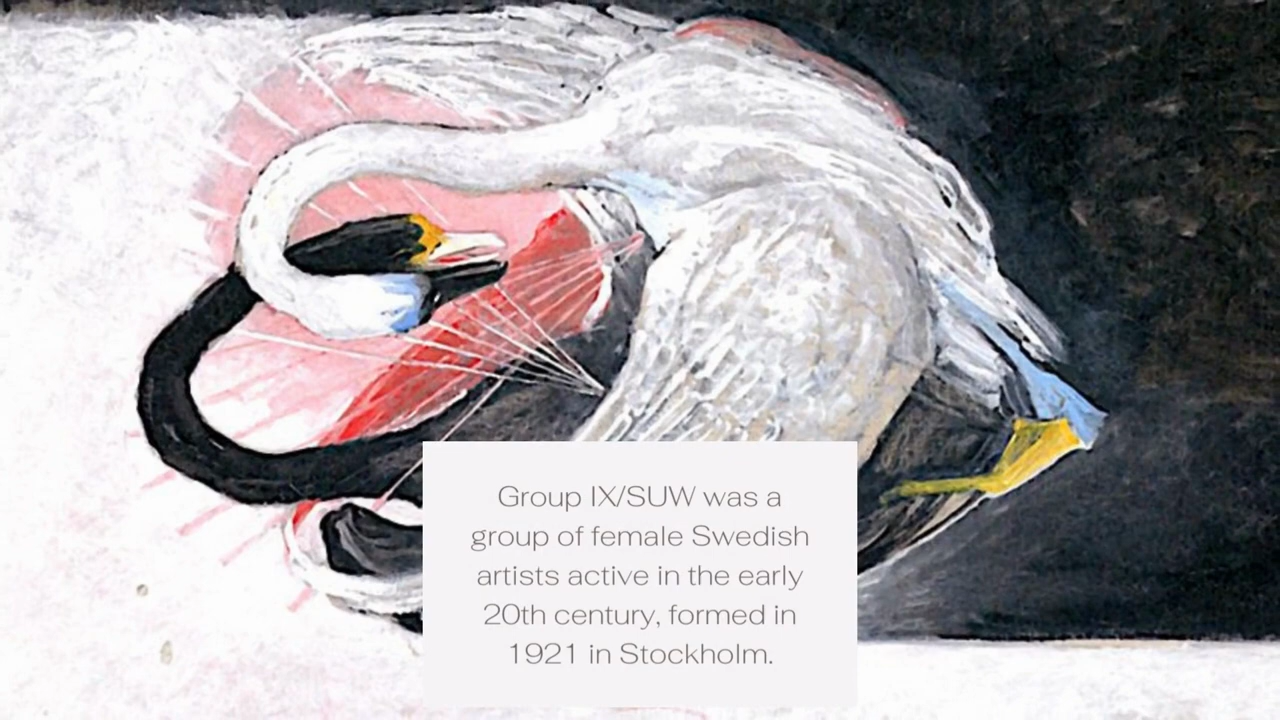 Group IX/SUW was a
group of female Swedish
artists active in the early
20th century, formed in
1921 in Stockholm.